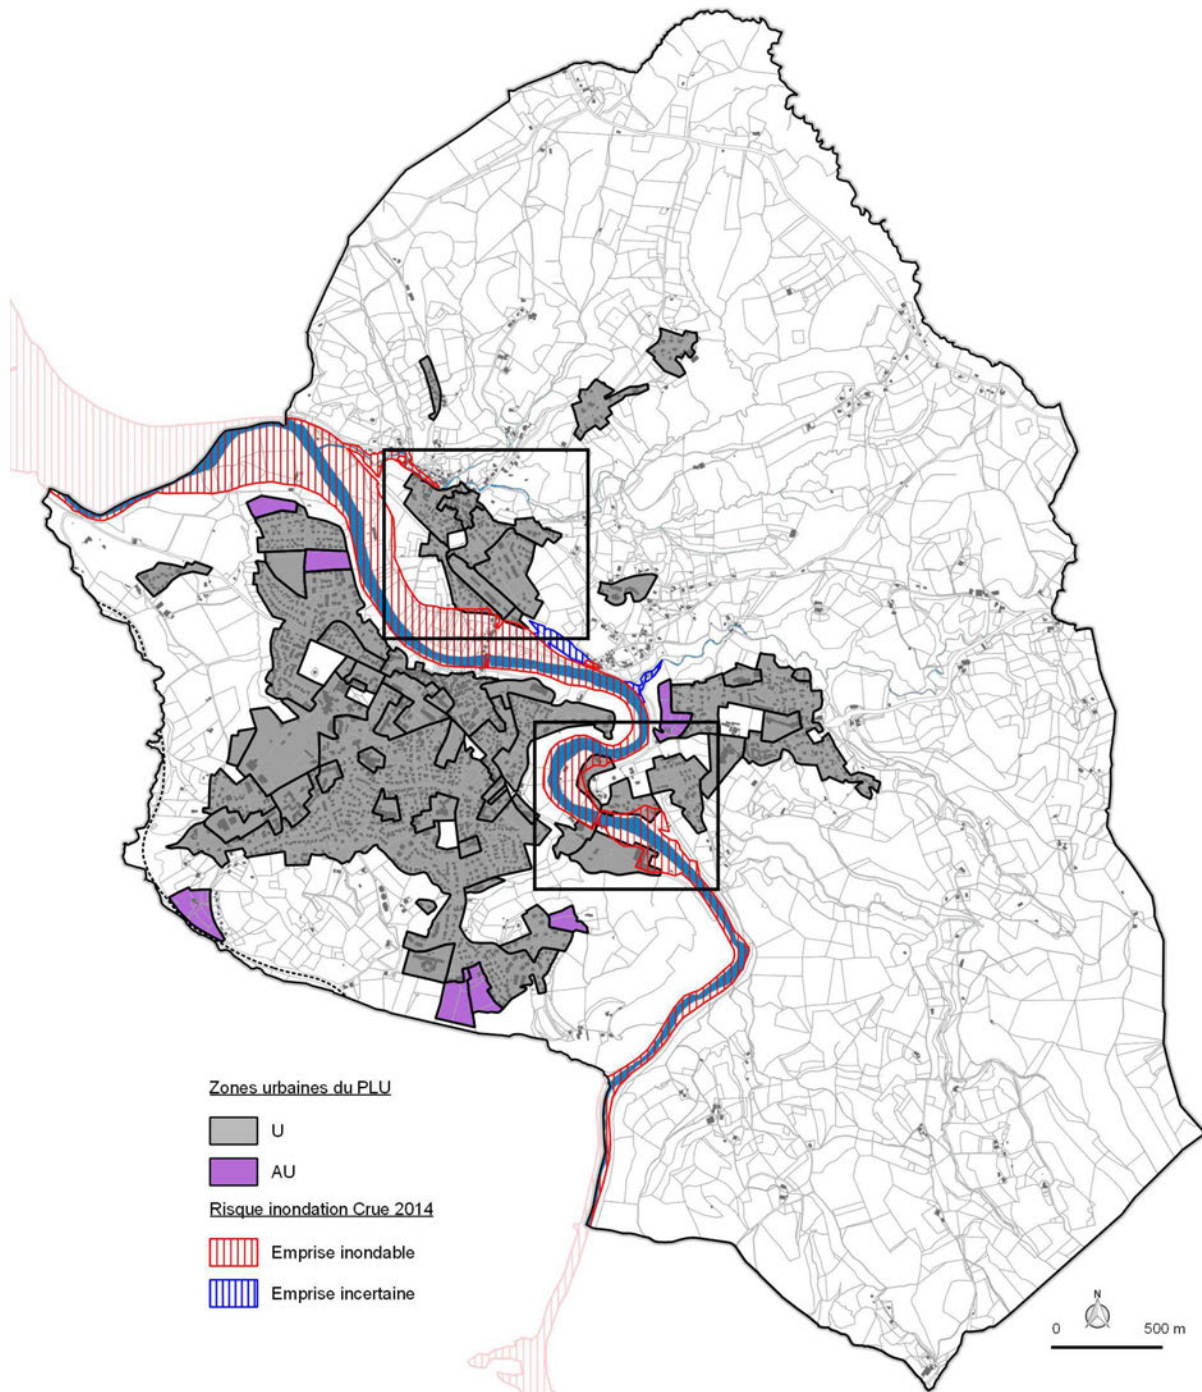 Zones urbaines du PLU
U
AU
Risque inondation Crue 2014
Emprise inondable
Emprise incertaine
N
0 500 m